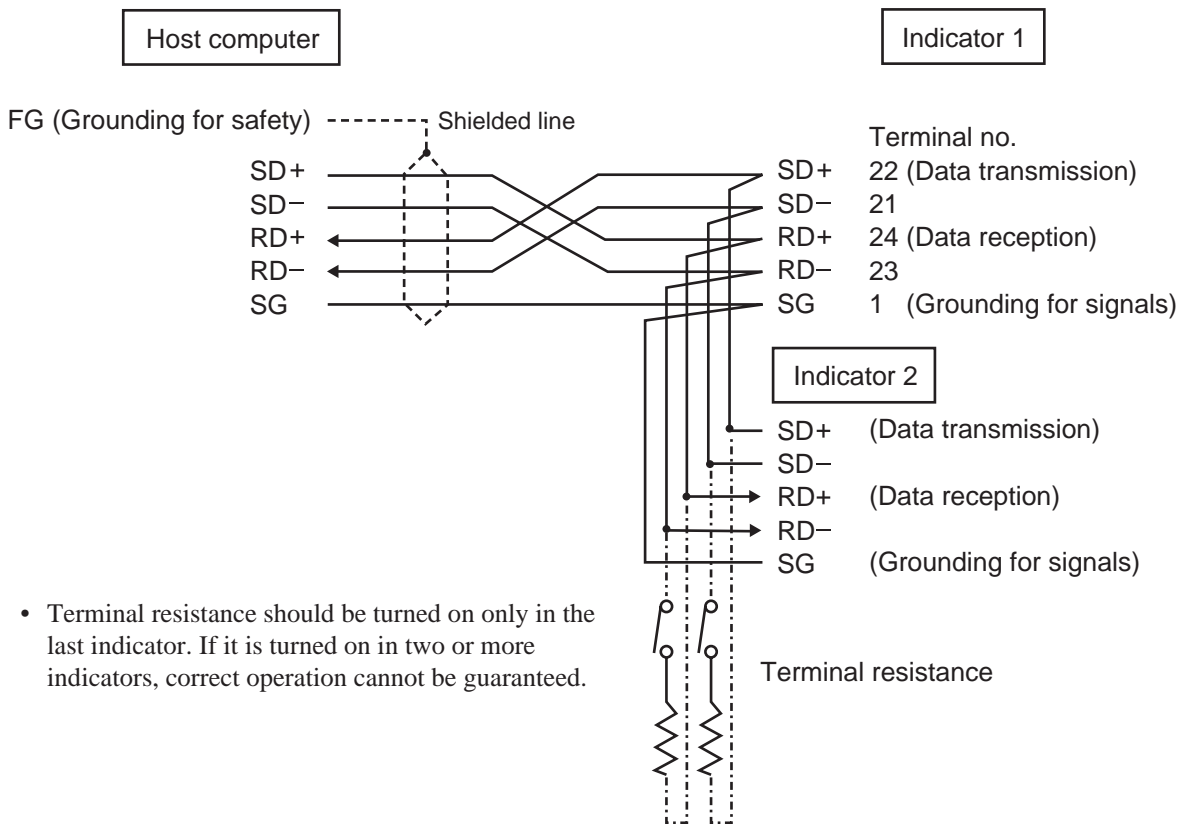 Host computer
Indicator 1
FG (Grounding for safety)
Shielded line
Terminal no.
SD+
SD+ 22 (Data transmission)
SD−
SD− 21
RD+
RD+ 24 (Data reception)
RD−
RD− 23
SG
SG 1 (Grounding for signals)
Indicator 2
SD+ (Data transmission)
SD−
RD+ (Data reception)
RD−
SG (Grounding for signals)
• Terminal resistance should be turned on only in the
last indicator. If it is turned on in two or more
indicators, correct operation cannot be guaranteed.
Terminal resistance